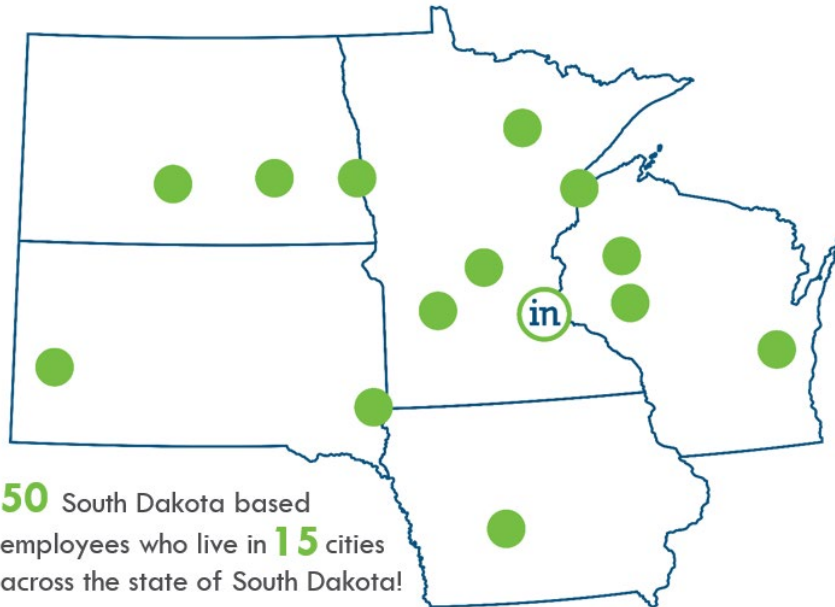 in
50 South Dakota based
employees who live in 15 cities
across the state of South Dakota!